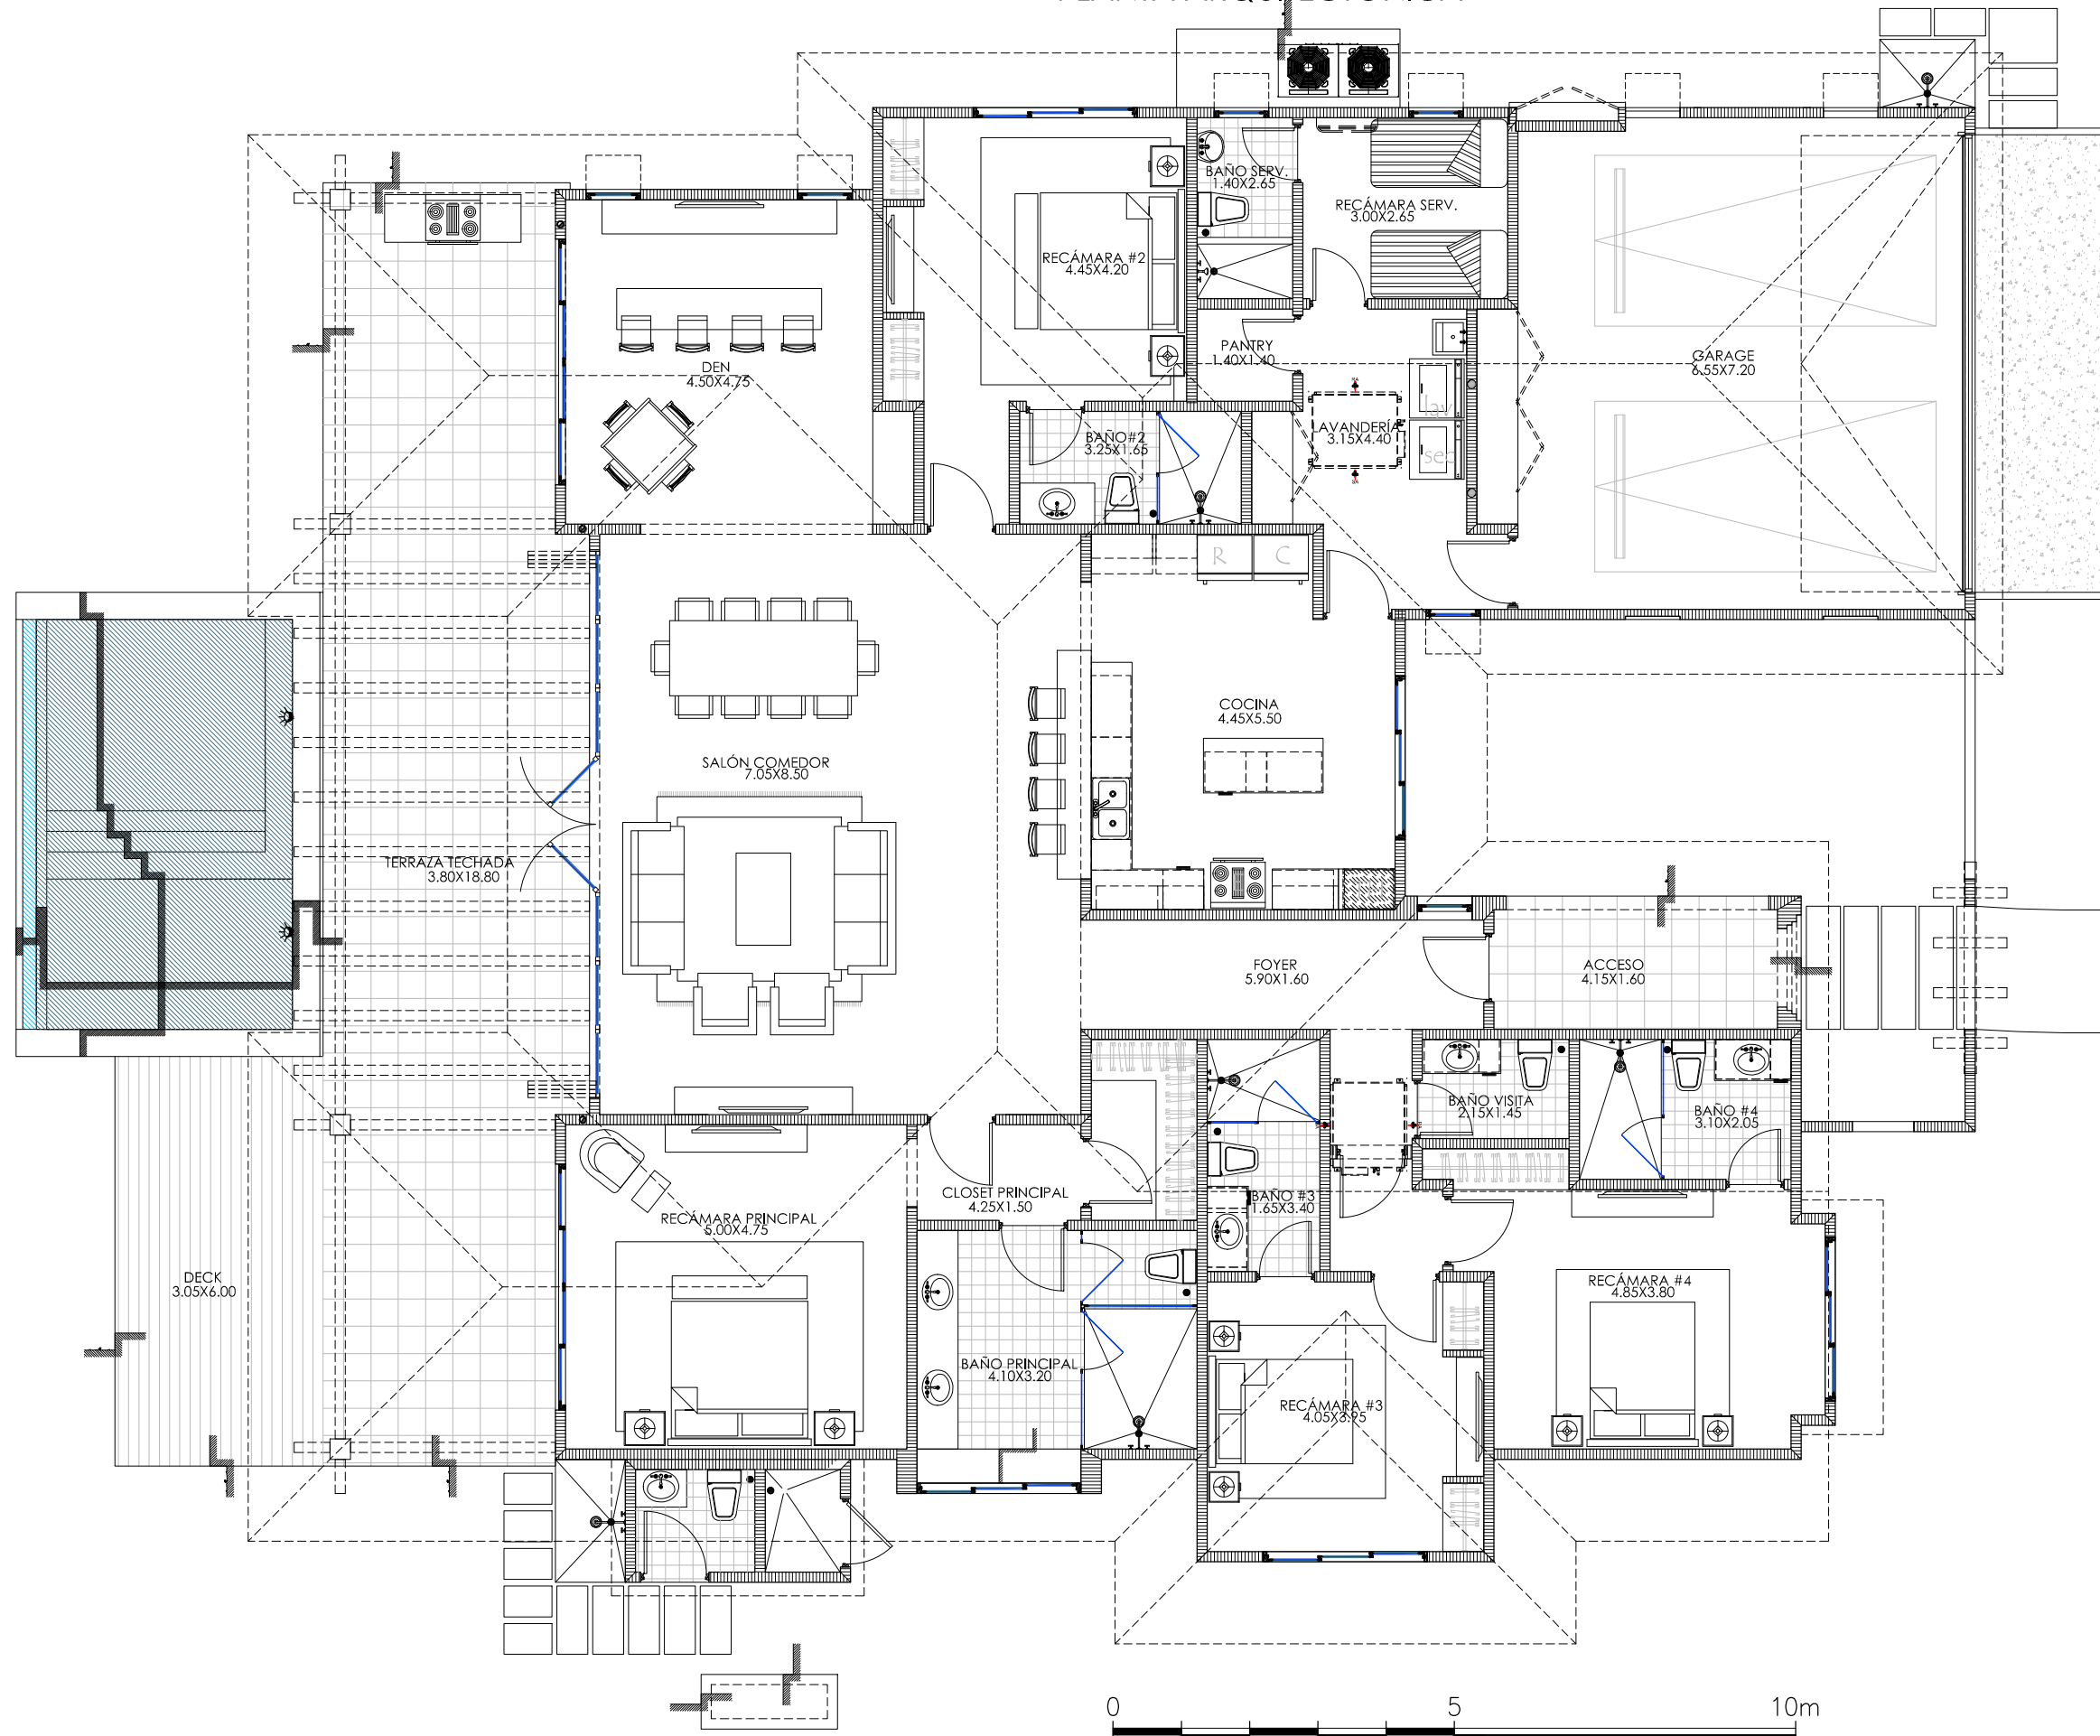 BAÑO SERV.
1.40X2.65
RECÁMARA SERV.
3.00X2.65
RECÁMARA #2
4.45X4.20
PANTRY
1.40X1.40
GARAGE
6.55X7.20
DEN
4.50X4.75
lav
LAVANDERÍA
3.15X4.40
sec
BAÑO#2
3.25X1.65
R
C
COCINA
4.45X5.50
SALÓN COMEDOR
7.05X8.50
TERRAZA TECHADA
3.80X18.80
FOYER
5.90X1.60
ACCESO
4.15X1.60
BAÑO VISITA
2.15X1.45
BAÑO #4
3.10X2.05
CLOSET PRINCIPAL
4.25X1.50
BAÑO #3
1.65X3.40
RECÁMARA PRINCIPAL
5.00X4.75
DECK
3.05X6.00
RECÁMARA #4
4.85X3.80
BAÑO PRINCIPAL
4.10X3.20
RECÁMARA #3
4.05X3.95
0 5 10m